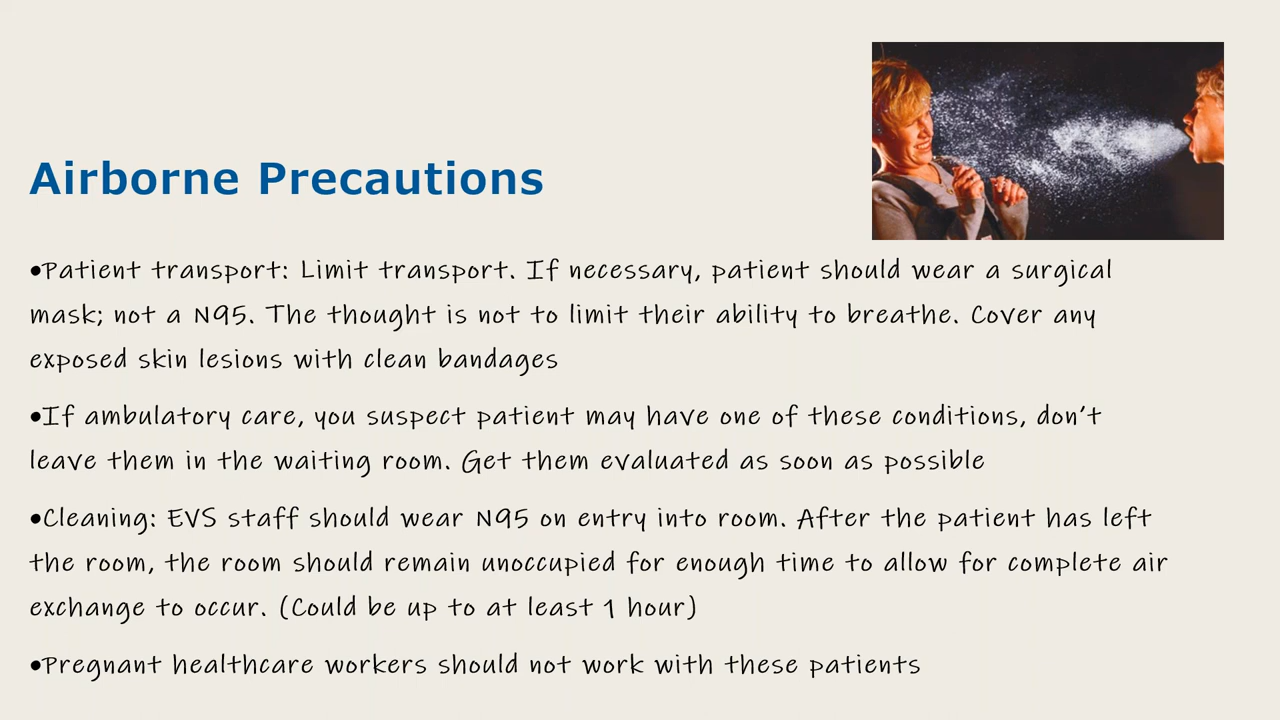 Airborne Precautions
•Patient transport: Limit transport. If necessary, patient should wear a surgical
mask; not a N95. The thought is not to limit their ability to breathe. Cover any
exposed skin lesions with clean bandages
•If ambulatory care, you suspect patient may have one of these conditions, don't
leave them in the waiting room. Get them evaluated as soon as possible
•Cleaning: EVS staff should wear N95 on entry into room. After the patient has left
the room, the room should remain unoccupied for enough time to allow for complete air
exchange to occur. (Could be up to at least 1 hour)
•Pregnant healthcare workers should not work with these patients